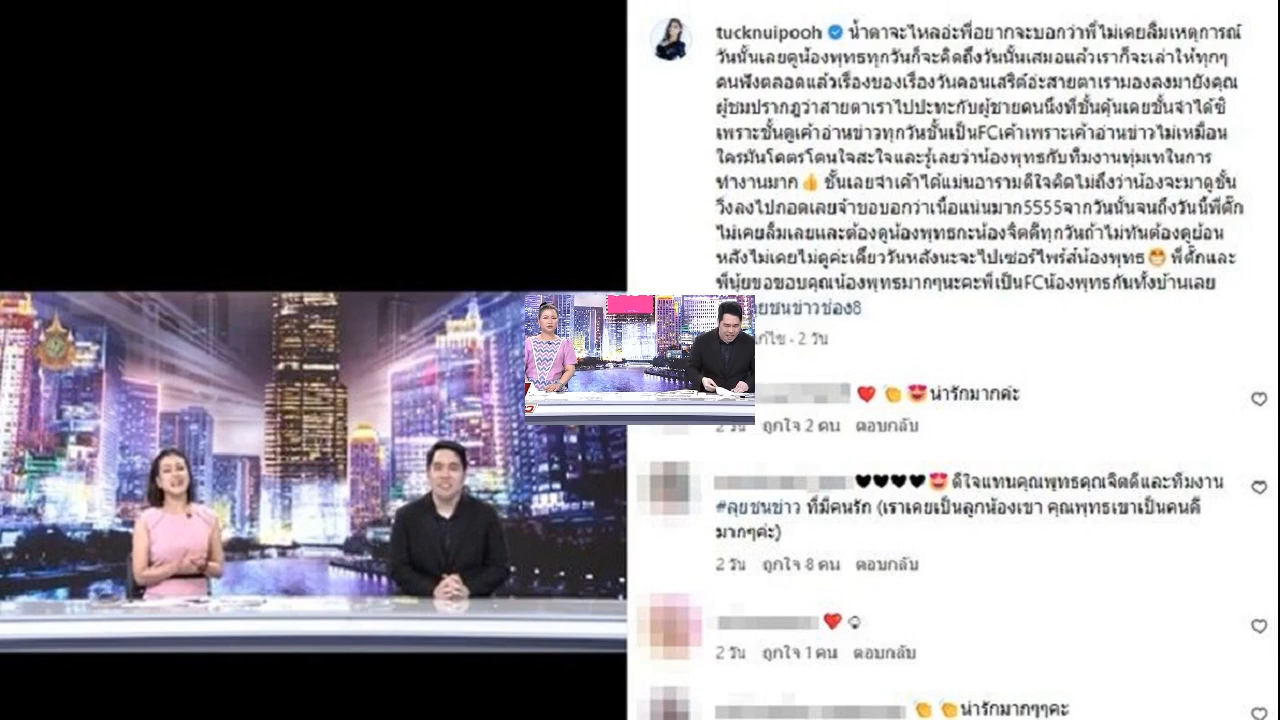 tucknuipooh น้ำตาจะไหลอ่ะพี่อยากจะบอกว่าพี่ไม่เคยลืมเหตุการณ์
วันนั้นเลยดูน้องพุทธทุกวันก็จะคิดถึงวันนั้นเสมอแล้วเราก็จะเล่าให้ทุกๆ
คนฟังตลอดแล้วเรื่องของเรื่องวันคอนเสริต์อ่ะสายตาเรามองลงมายังคุณ
ผู้ชมปรากฎว่าสายตาเราไปปะทะกับผู้ชายคนนึงที่ชั้นคุ้นเคยชั้นจำได้ซิ
เพราะชั้นดูเค้าอ่านข่าวทุกวันชั้นเป็นFCเค้าเพราะเค้าอ่านข่าวไม่เหมือน
ใครมันโคตรโดนใจสะใจและรู้เลยว่าน้องพุทธกับทีมงานทุ่มเทในการ
ทำงานมาก 👍 ชั้นเลยจำเค้าได้แม่นอารามดีใจคิดไม่ถึงว่าน้องจะมาดูชั้น
วิ่งลงไปกอดเลยจ้าขอบอกว่าเนื้อแน่นมาก5555จากวันนั้นจนถึงวันนี้พี่ตั๊ก
ไม่เคยลืมเลยและต้องดูน้องพุทธกะน้องจิตดีทุกวันถ้าไม่ทันต้องดูย้อน
หลังไม่เคยไม่ดูค่ะเดี๋ยววันหลังนะจะไปเซอร์ไพร์ส์น้องพุทธ😁 พี่ตั๊กและ
พี่นุ้ยขอขอบคุณน้องพุทธมากๆนะคะพี่เป็นFCน้องพุทธกันทั้งบ้านเลย
ลุยชนข่าวช่อง8
แก้ไข · 2 วัน
❤️ 👏 😍น่ารักมากค่ะ
2 วัน ถูกใจ 2 คน ตอบกลับ
🖤🖤🖤🖤😍 ดีใจแทนคุณพุทธคุณจิตดีและทีมงาน
#ลุยชนข่าว ที่มีคนรัก (เราเคยเป็นลูกน้องเขา คุณพุทธเขาเป็นคนดี
มากๆค่ะ)
2 วัน ถูกใจ 8 คน ตอบกลับ
2 วัน ถูกใจ 1 คน ตอบกลับ
👏 👏น่ารักมากๆๆคะ